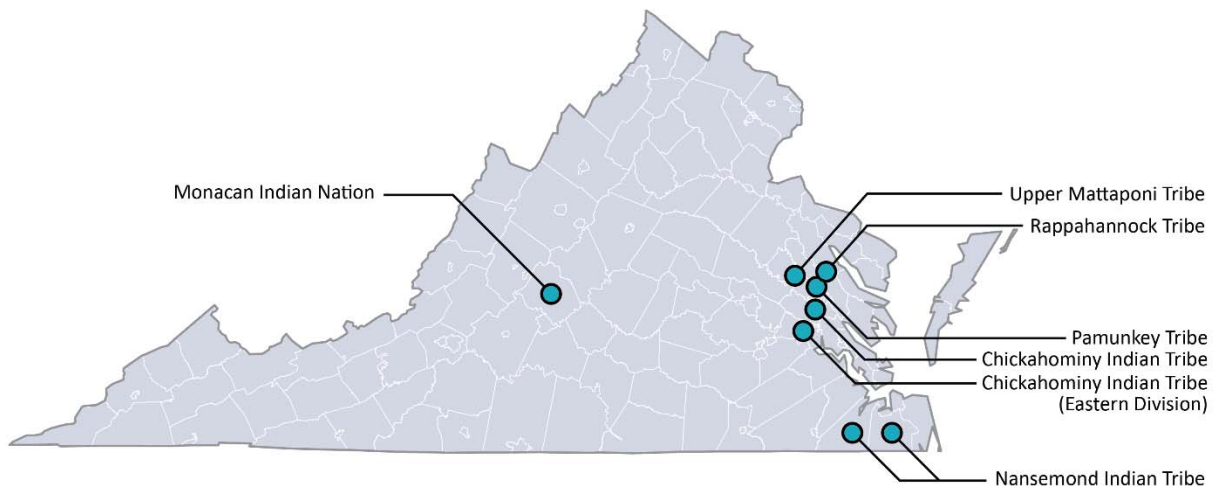 Monacan Indian Nation
Upper Mattaponi Tribe
Rappahannock Tribe
Pamunkey Tribe
Chickahominy Indian Tribe
Chickahominy Indian Tribe
(Eastern Division)
Nansemond Indian Tribe